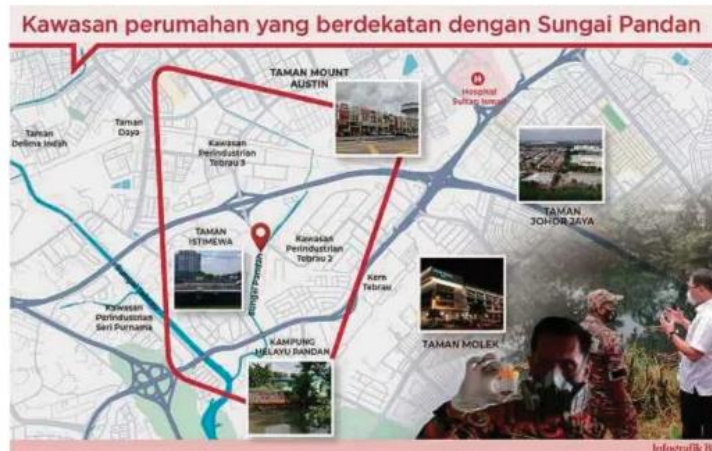 Kawasan perumahan yang berdekatan dengan Sungai Pandan
TAMAN MOUNT
AUSTIN
Hospital
Sultan Ismail
Taman
Daya
Taman
Delima Indah
Kawasan
Perindustrian
Tebrau 3
TAMAN
JOHOR JAYA
TAMAN
ISTIMEWA
Sungai Pandan
Kawasan
Perindustrian
Tebrau 2
Kem
Tebrau
Kawasan
Perindustrian
Seri Purnama
KAMPUNG
MELAYU PANDAN
TAMAN MOLEK
Infografik